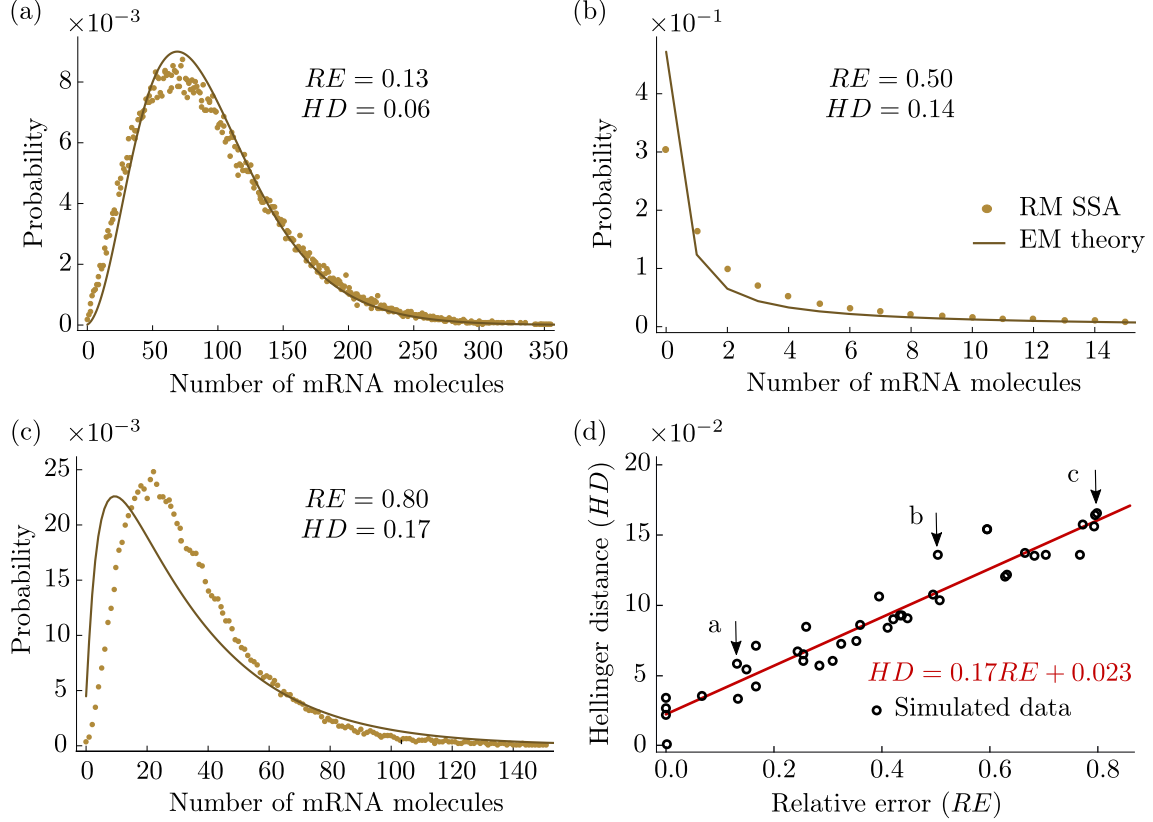 (a)
×10⁻³
RE = 0.13
HD = 0.06
Probability
8
6
4
2
0
0 50 100 150 200 250 300 350
Number of mRNA molecules
(b)
×10⁻¹
RE = 0.50
HD = 0.14
Probability
4
3
2
1
0
RM SSA
EM theory
0 2 4 6 8 10 12 14
Number of mRNA molecules
(c)
×10⁻³
RE = 0.80
HD = 0.17
Probability
25
20
15
10
5
0
0 20 40 60 80 100 120 140
Number of mRNA molecules
(d)
×10⁻²
Hellinger distance (HD)
20
15
10
5
0
c
b
a
HD = 0.17RE + 0.023
Simulated data
0.0 0.2 0.4 0.6 0.8
Relative error (RE)